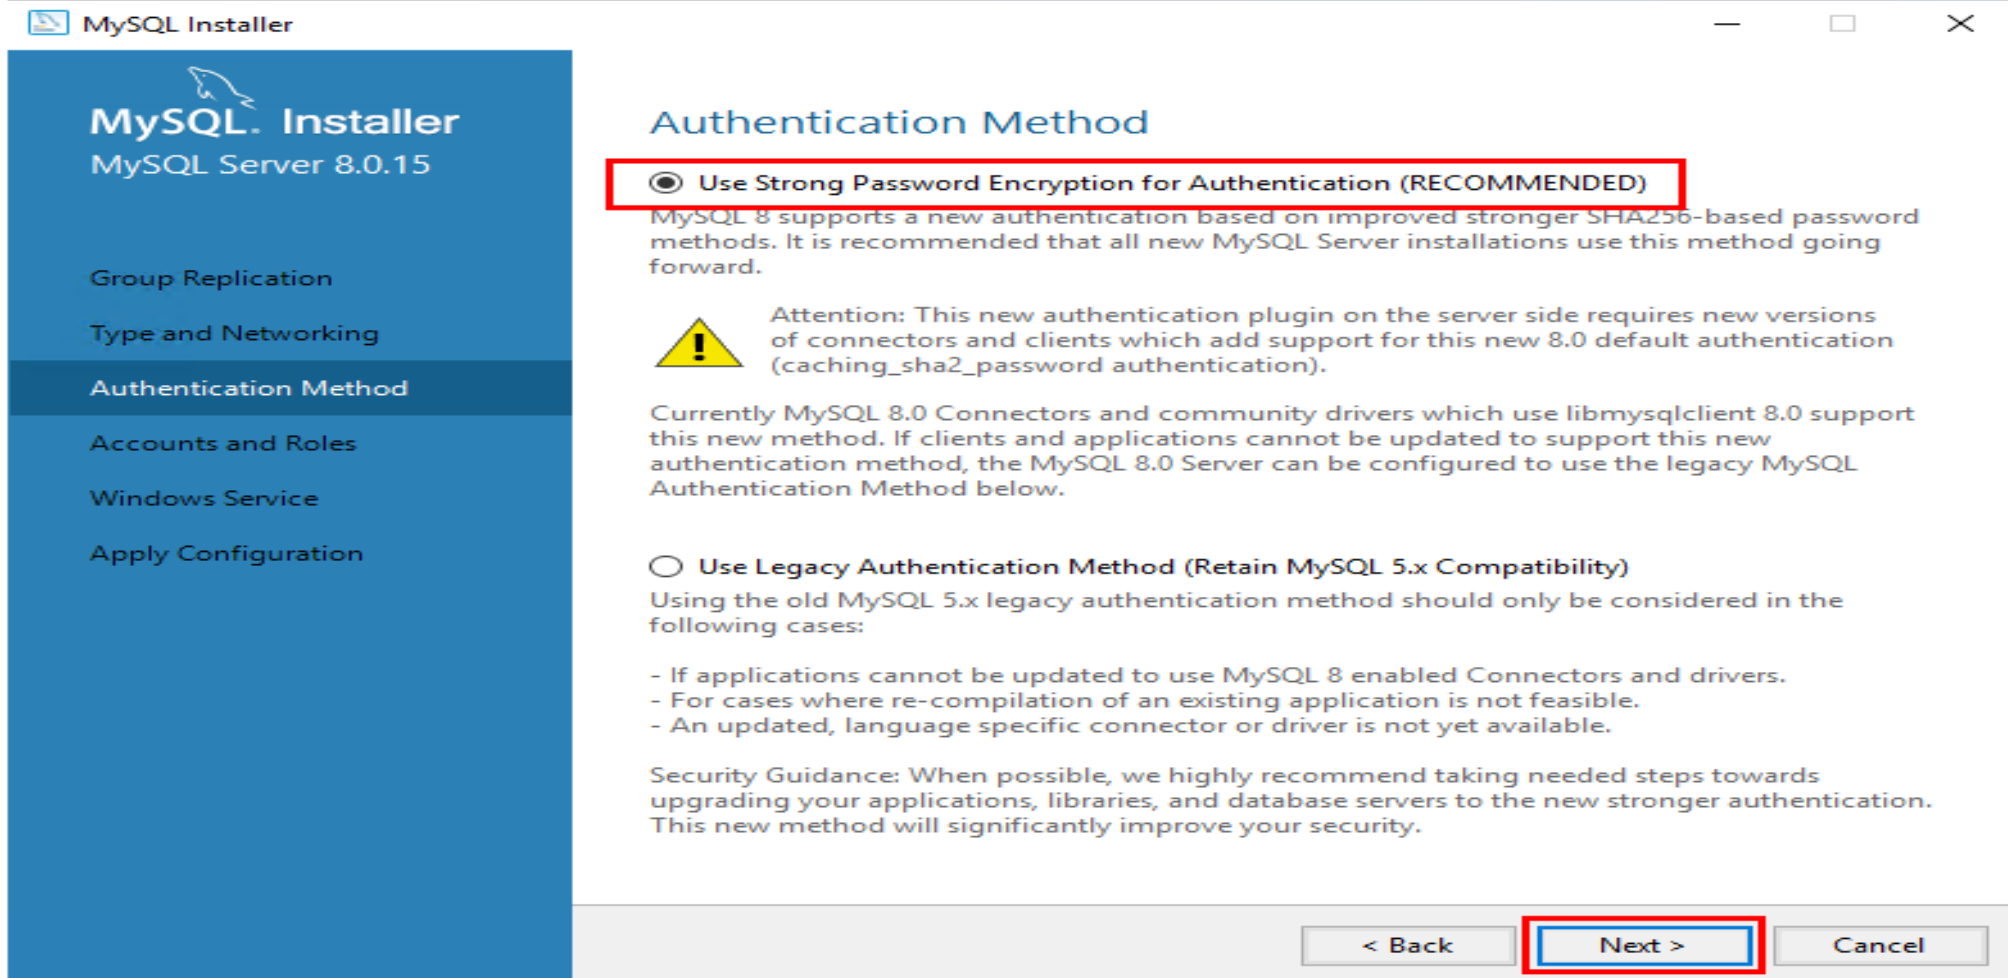 MySQL Installer
MySQL. Installer
MySQL Server 8.0.15
Group Replication
Type and Networking
Authentication Method
Accounts and Roles
Windows Service
Apply Configuration
Authentication Method
Use Strong Password Encryption for Authentication (RECOMMENDED)
MySQL 8 supports a new authentication based on improved stronger SHA256-based password
methods. It is recommended that all new MySQL Server installations use this method going
forward.
Attention: This new authentication plugin on the server side requires new versions
of connectors and clients which add support for this new 8.0 default authentication
(caching_sha2_password authentication).
Currently MySQL 8.0 Connectors and community drivers which use libmysqlclient 8.0 support
this new method. If clients and applications cannot be updated to support this new
authentication method, the MySQL 8.0 Server can be configured to use the legacy MySQL
Authentication Method below.
Use Legacy Authentication Method (Retain MySQL 5.x Compatibility)
Using the old MySQL 5.x legacy authentication method should only be considered in the
following cases:
- If applications cannot be updated to use MySQL 8 enabled Connectors and drivers.
- For cases where re-compilation of an existing application is not feasible.
- An updated, language specific connector or driver is not yet available.
Security Guidance: When possible, we highly recommend taking needed steps towards
upgrading your applications, libraries, and database servers to the new stronger authentication.
This new method will significantly improve your security.
< Back
Next >
Cancel